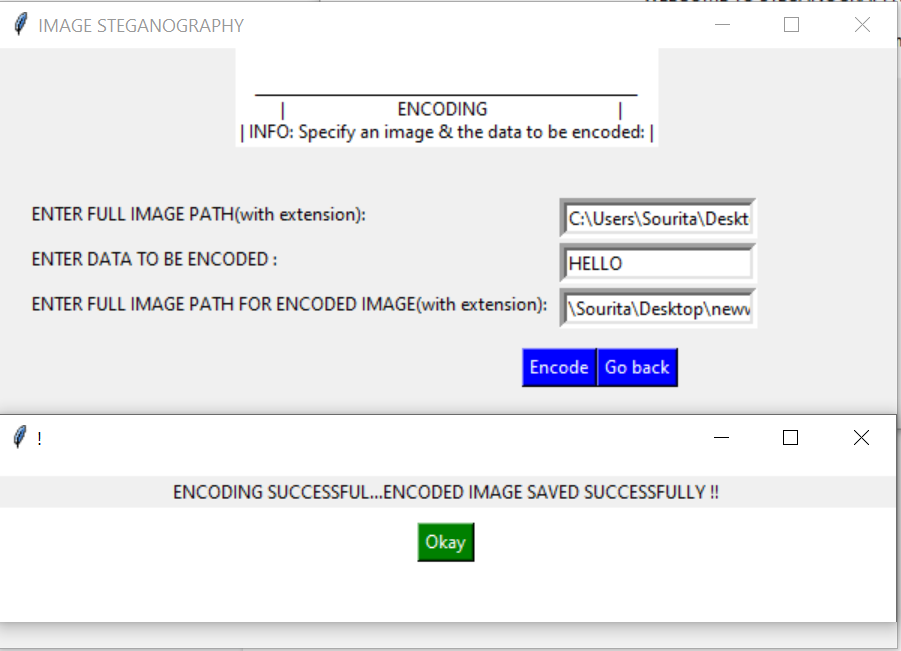 IMAGE STEGANOGRAPHY
| ENCODING |
| INFO: Specify an image & the data to be encoded: |
ENTER FULL IMAGE PATH(with extension):
C:\Users\Sourita\Deskt
ENTER DATA TO BE ENCODED :
HELLO
ENTER FULL IMAGE PATH FOR ENCODED IMAGE(with extension):
\Sourita\Desktop\neww
Encode
Go back
!
ENCODING SUCCESSFUL...ENCODED IMAGE SAVED SUCCESSFULLY !!
Okay